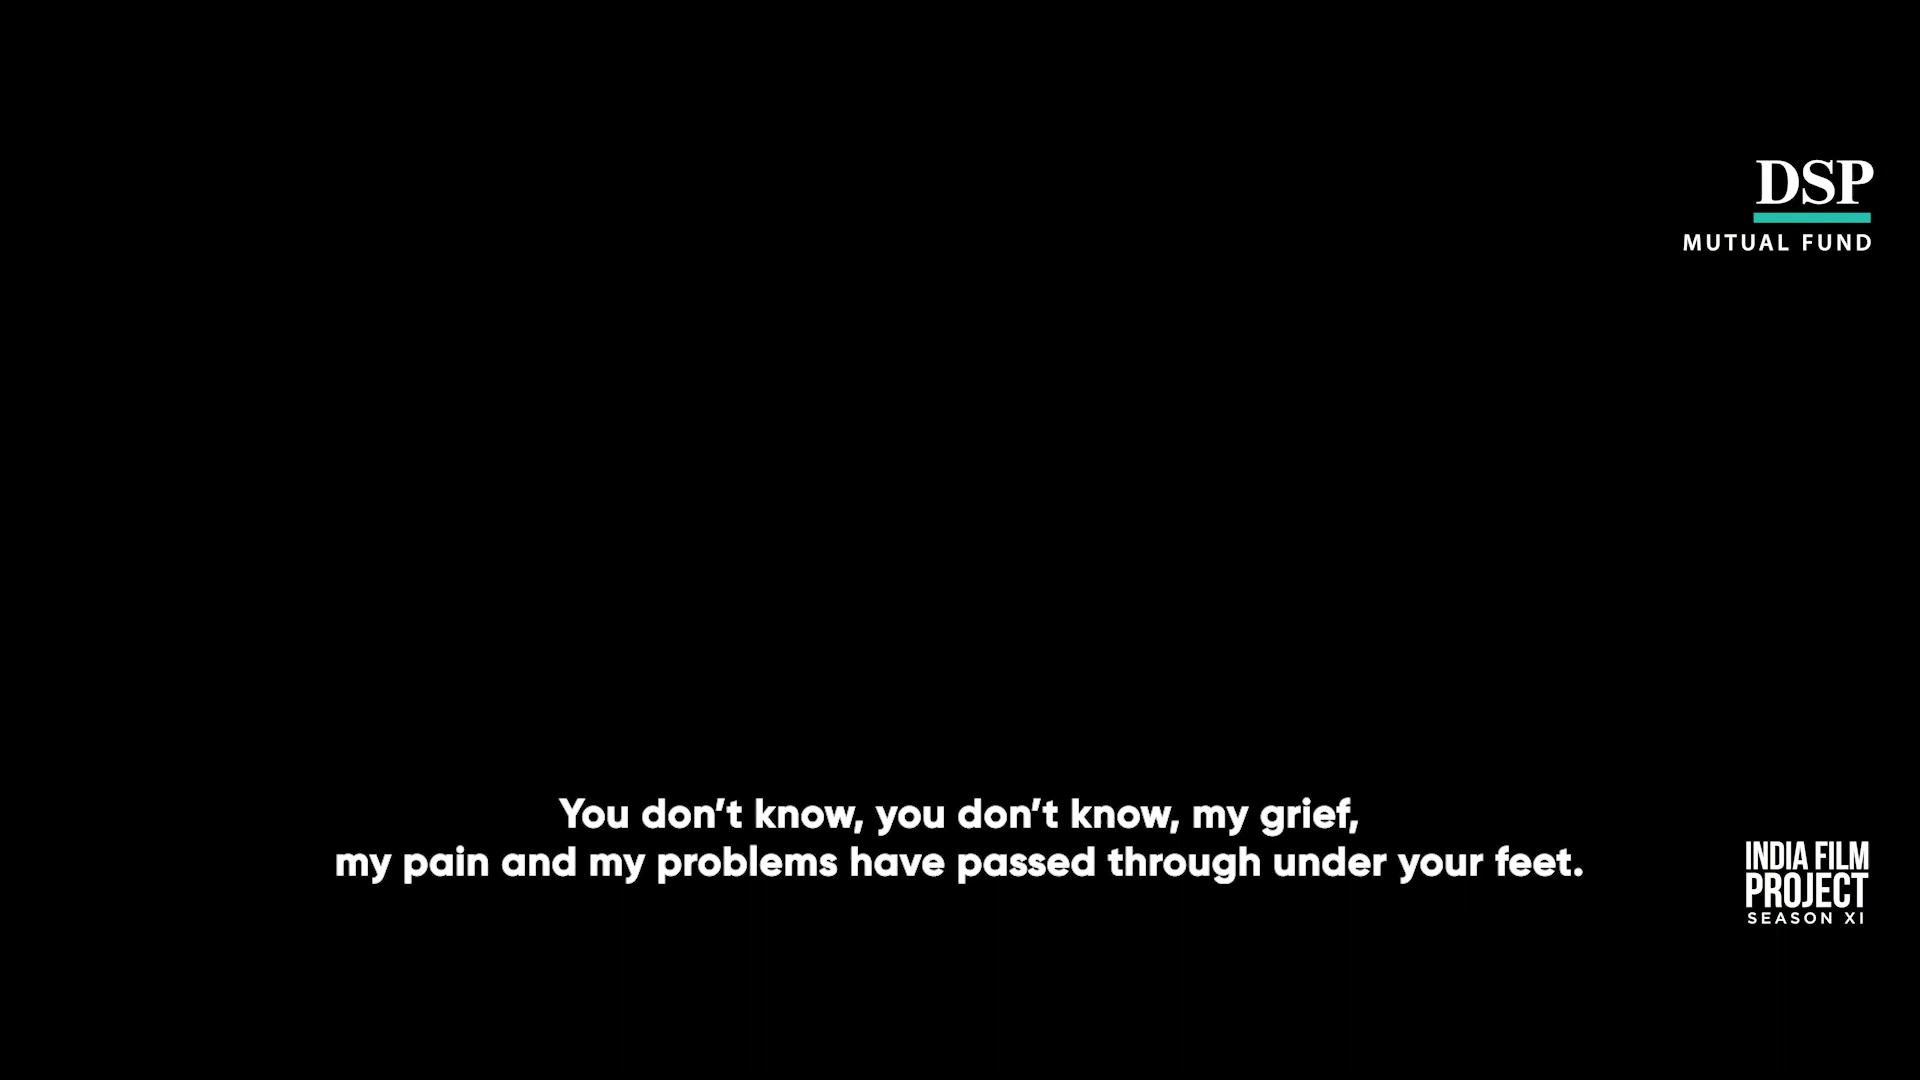 DSP
MUTUAL FUND
You don’t know, you don’t know, my grief,
my pain and my problems have passed through under your feet.
INDIA FILM
PROJECT
SEASON XI